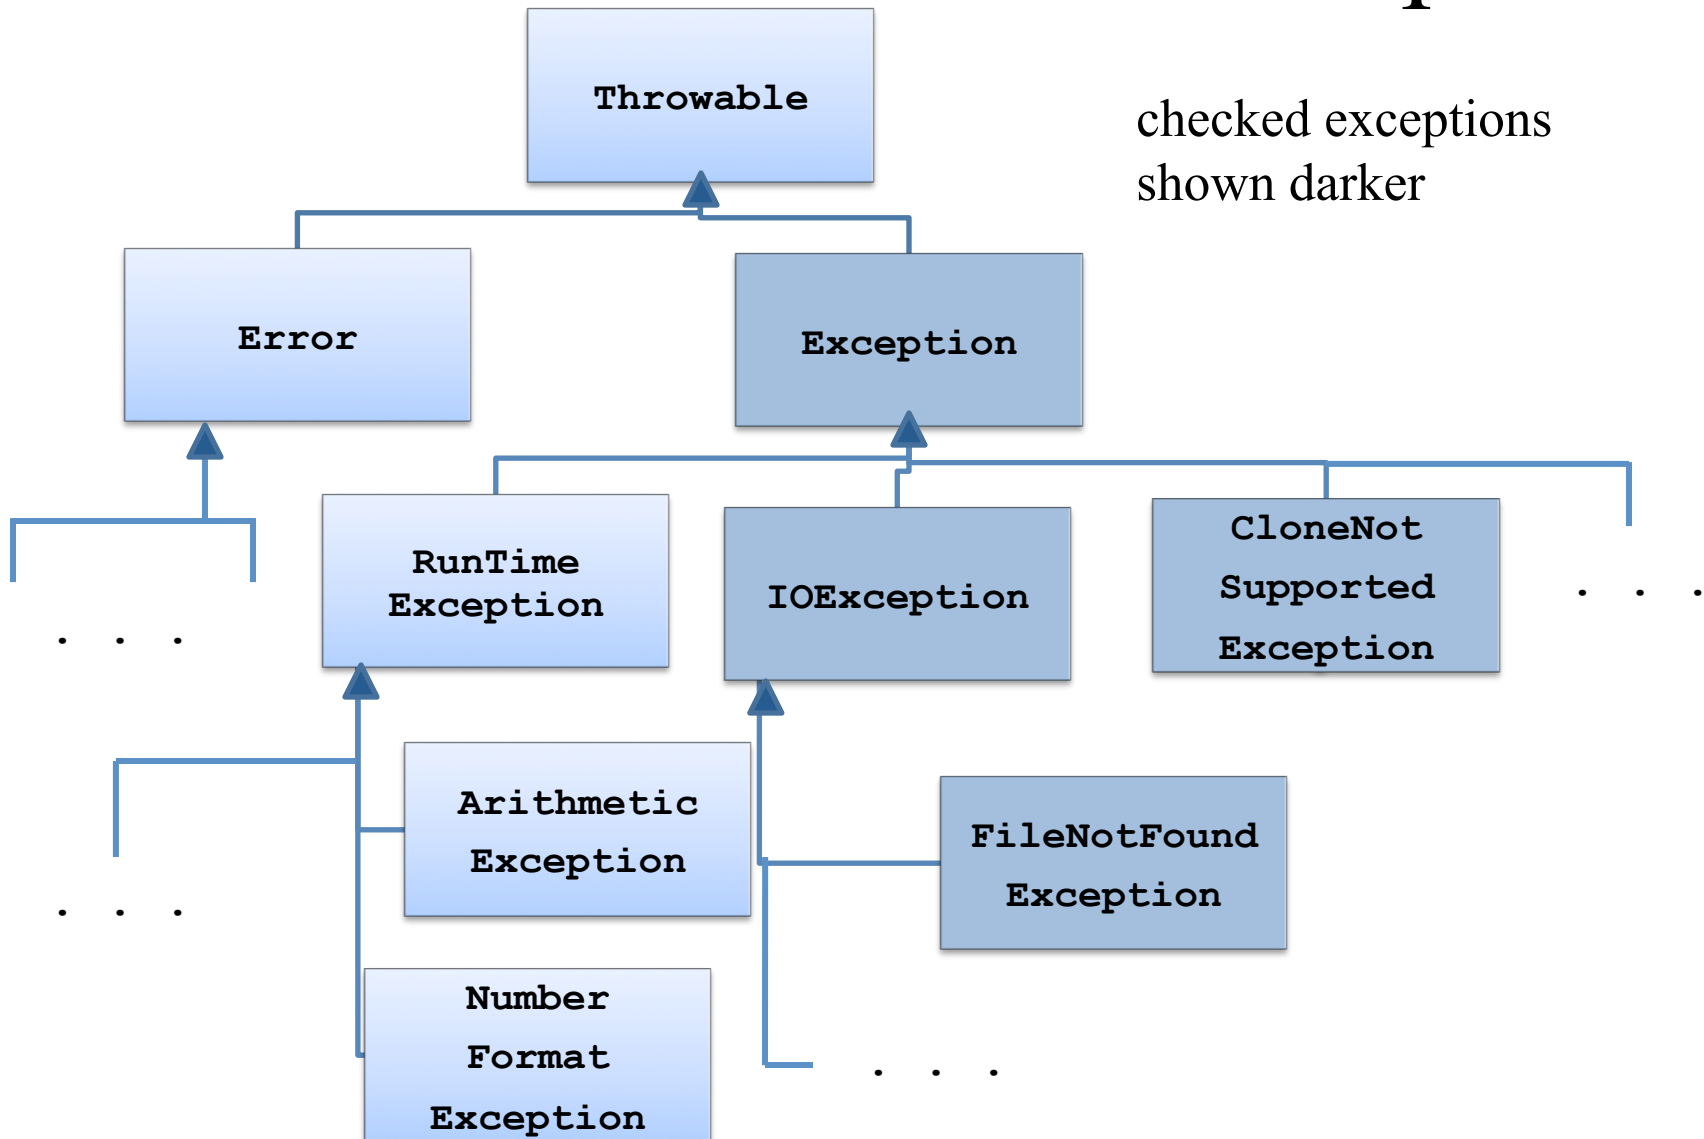 Throwable
checked exceptions
shown darker
Error
Exception
RunTime
Exception
IOException
CloneNot
Supported
Exception
. . .
. . .
Arithmetic
Exception
FileNotFound
Exception
. . .
Number
Format
Exception
. . .